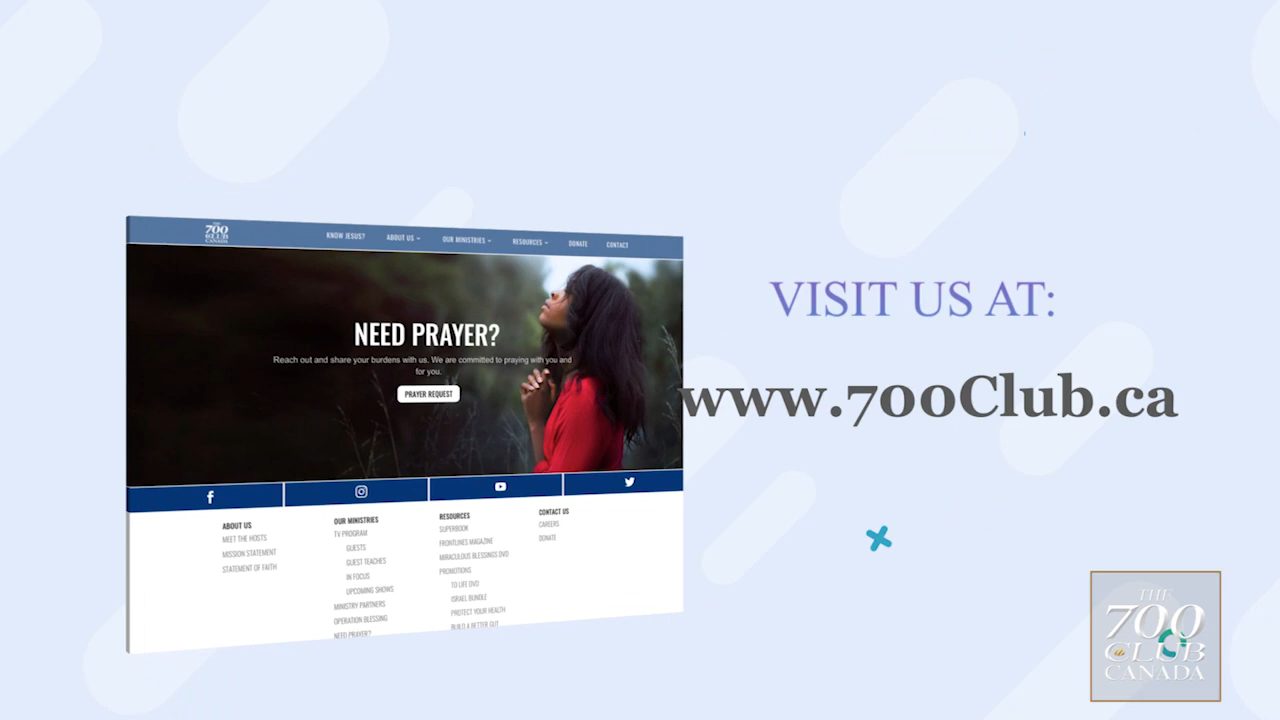 THE
700
CLUB
CANADA
KNOW JESUS?
ABOUT US
OUR MINISTRIES
RESOURCES
DONATE
CONTACT
NEED PRAYER?
Reach out and share your burdens with us. We are committed to praying with you and
for you.
PRAYER REQUEST
VISIT US AT:
www.700Club.ca
ABOUT US
MEET THE HOSTS
MISSION STATEMENT
STATEMENT OF FAITH
OUR MINISTRIES
TV PROGRAM
GUESTS
GUEST TEACHES
IN FOCUS
UPCOMING SHOWS
MINISTRY PARTNERS
OPERATION BLESSING
NEED PRAYER?
RESOURCES
SUPERBOOK
FRONTLINES MAGAZINE
MIRACULOUS BLESSINGS DVD
PROMOTIONS
TO LIFE DVD
ISRAEL BUNDLE
PROTECT YOUR HEALTH
BUILD A BETTER GUT
CONTACT US
CAREERS
DONATE
THE
700
CLUB
CANADA